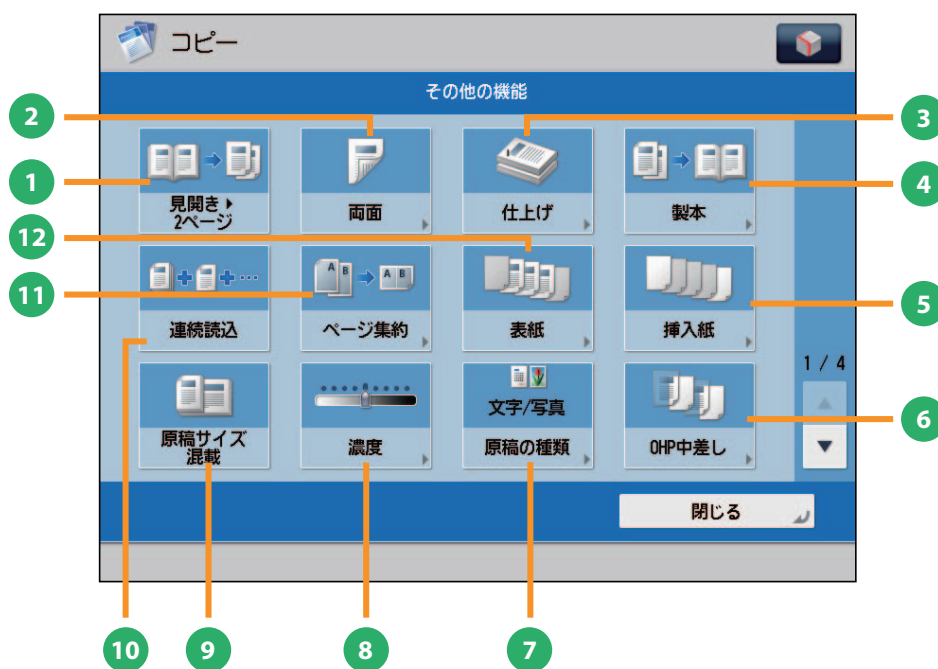 コピー
その他の機能
2
3
1
4
見開き▶
2ページ
両面
仕上げ
製本
12
11
A B
A B
5
連続読込
ページ集約
表紙
挿入紙
10
1 / 4
文字/写真
6
原稿サイズ
混載
濃度
原稿の種類
OHP中差し
閉じる
9
8
7